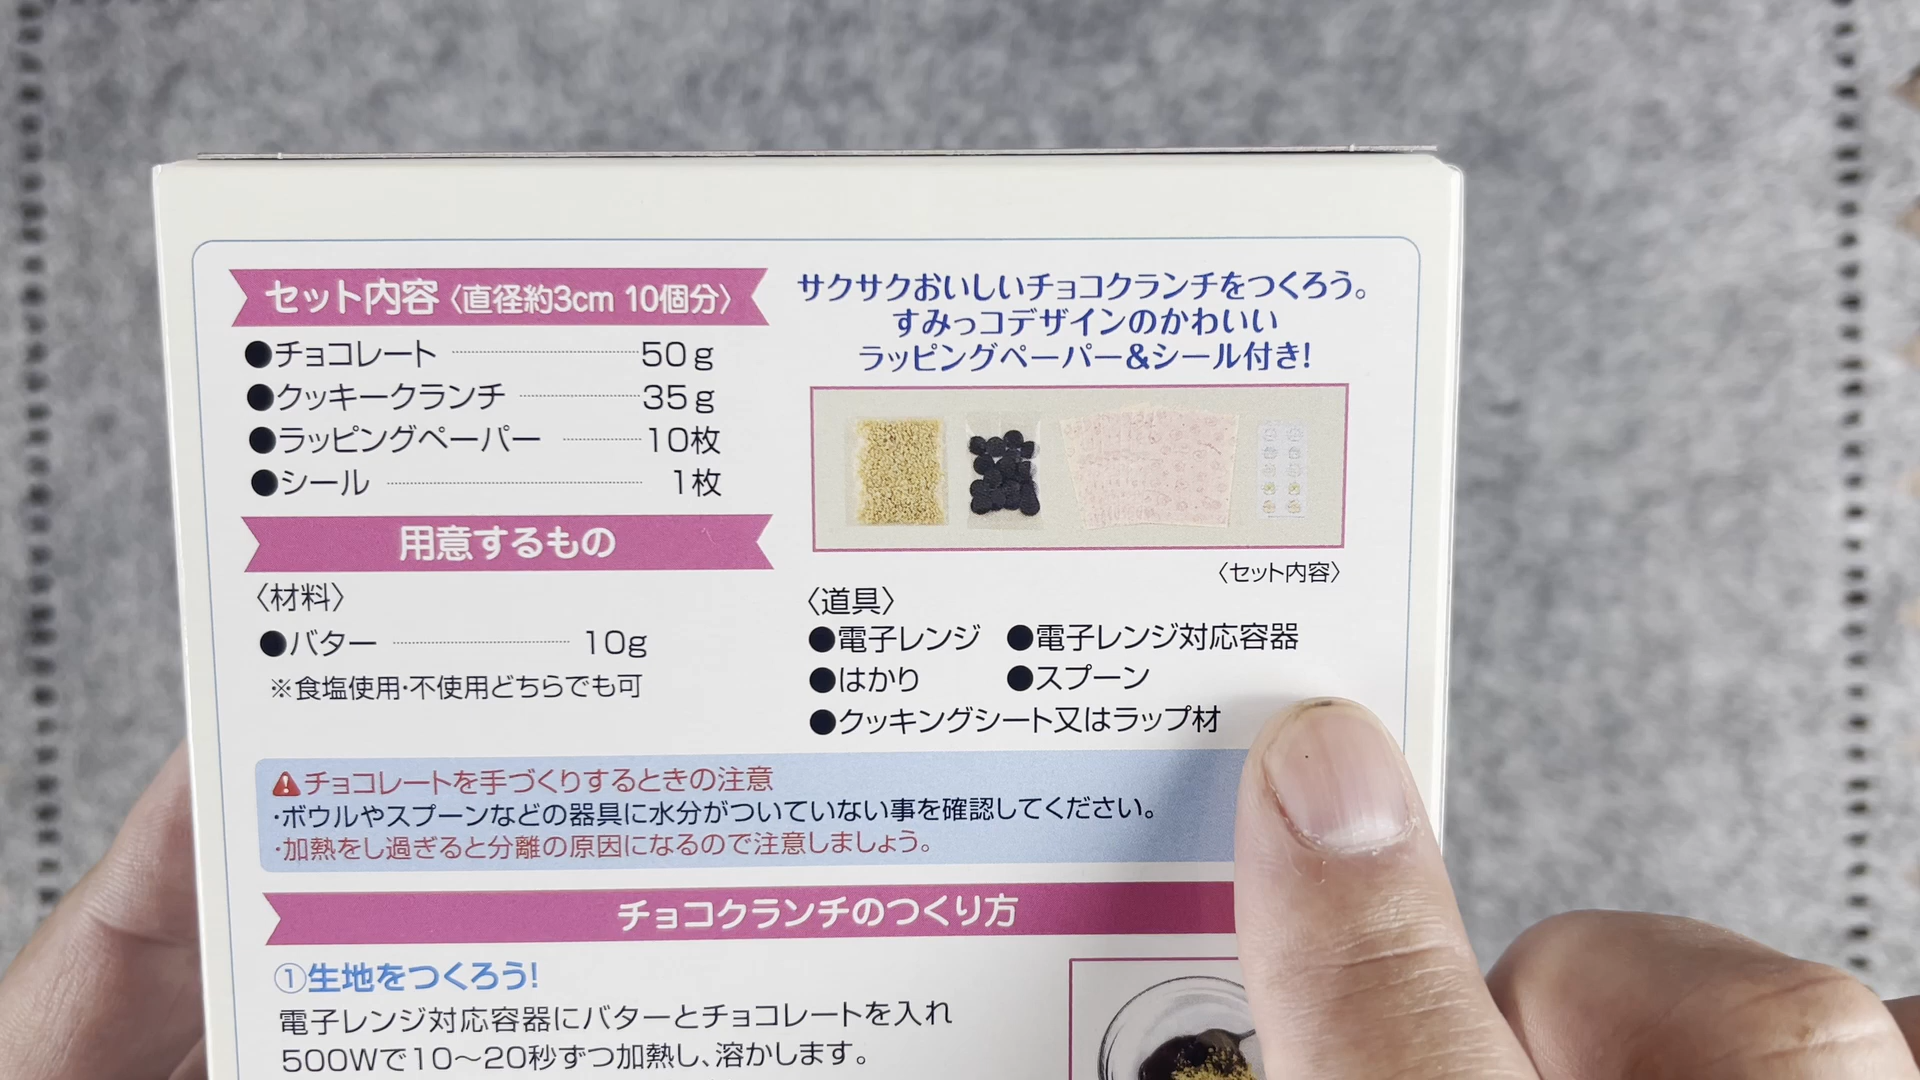 セット内容〈直径約3cm 10個分〉
●チョコレート 50g
●クッキークランチ 35g
●ラッピングペーパー 10枚
●シール 1枚
サクサクおいしいチョコクランチをつくろう。
すみっコデザインのかわいい
ラッピングペーパー&シール付き!
〈セット内容〉
用意するもの
〈材料〉
●バター 10g
※食塩使用・不使用どちらでも可
〈道具〉
●電子レンジ ●電子レンジ対応容器
●はかり ●スプーン
●クッキングシート又はラップ材
チョコレートを手づくりするときの注意
・ボウルやスプーンなどの器具に水分がついていない事を確認してください。
・加熱をし過ぎると分離の原因になるので注意しましょう。
チョコクランチのつくり方
①生地をつくろう!
電子レンジ対応容器にバターとチョコレートを入れ
500Wで10〜20秒ずつ加熱し、溶かします。